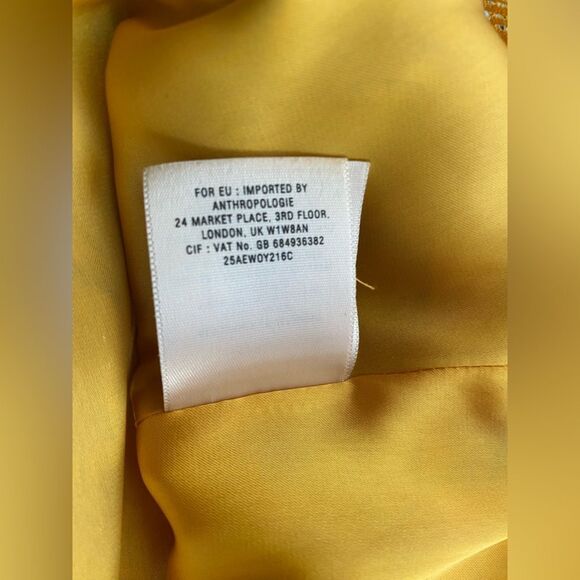 FOR EU : IMPORTED BY
ANTHROPOLOGIE
24 MARKET PLACE, 3RD FLOOR,
LONDON, UK W1W8AN
CIF : VAT No. GB 684936382
25AEWOY216C